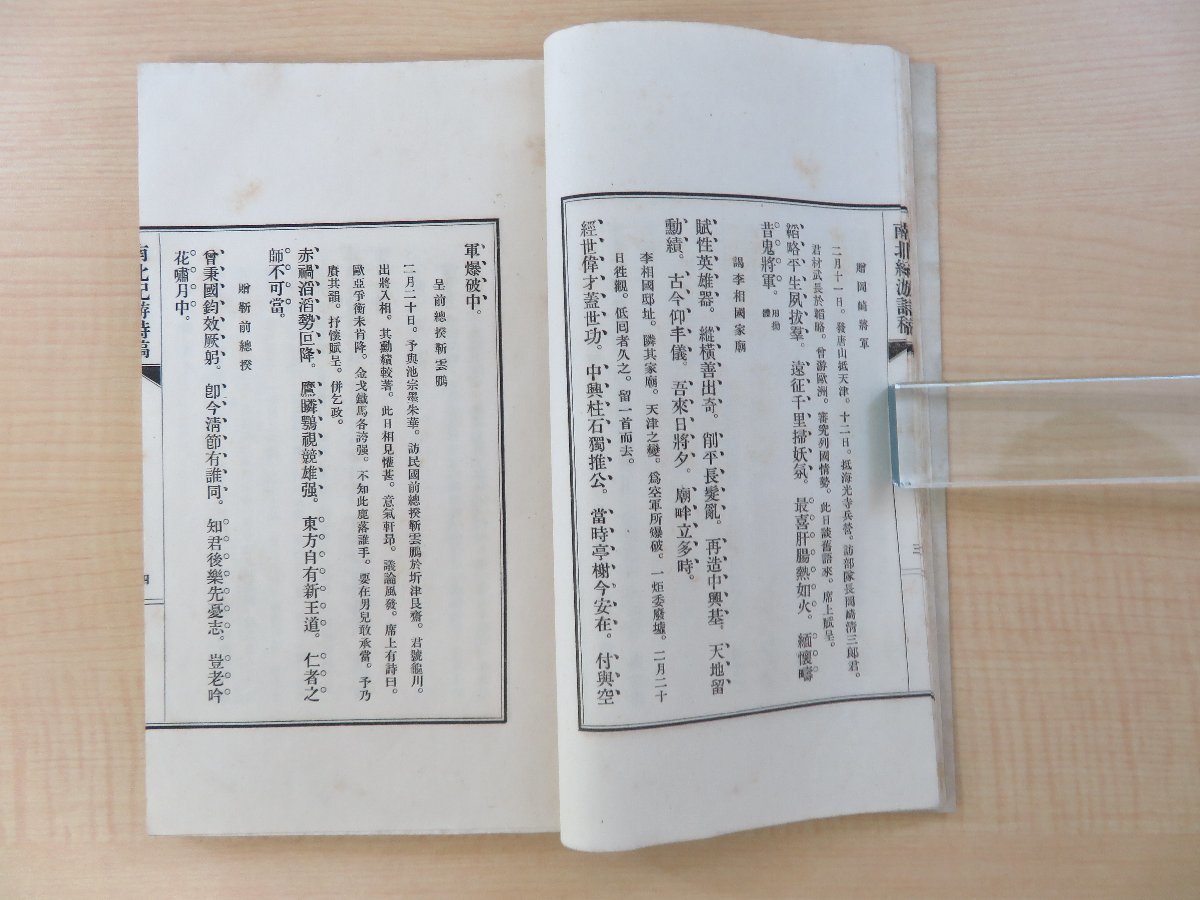 南北紀游詩稿
三
贈岡崎將軍
二月十一日。發唐山抵天津。十二日。抵海光寺兵營。訪部隊長岡崎清三郎君。
君材武長於韜略。曾游歐洲。審究列國情勢。此日談舊語來。席上賦呈。
韜略平生夙拔羣。遠征千里掃妖氛。最喜肝腸熱如火。緬懷疇
昔鬼將軍。用拗體
謁李相國家廟
賦性英雄器。縱橫善出奇。削平長髮亂。再造中興基。天地留
勳績。古今仰丰儀。吾來日將夕。廟畔立多時。
李相國邸址。隣其家廟。天津之變。爲空軍所爆破。一炬委廢墟。二月二十
日往觀。低回者久之。留一首而去。
經世偉才蓋世功。中興柱石獨推公。當時亭榭今安在。付與空
軍爆破中。
呈前總揆靳雲鵬
二月二十日。予與池宗墨朱華。訪民國前總揆靳雲鵬於圻津艮齋。君號龜川。
出將入相。其勳績較著。此日相見懽甚。意氣軒昂。議論風發。席上有詩曰。
歐亞爭衡未肯降。金戈鐵馬各誇强。不知此鹿落誰手。要在男兒敢承當。予乃
賡其韻。抒懷賦呈。併乞政。
赤禍滔滔勢叵降。鷹瞵鶚視競雄强。東方自有新王道。仁者之
師不可當。
贈靳前總揆
曾秉國鈞效厥躬。卽今淸節有誰同。知君後樂先憂志。豈老吟
花嘯月中。
南北紀游詩稿
四